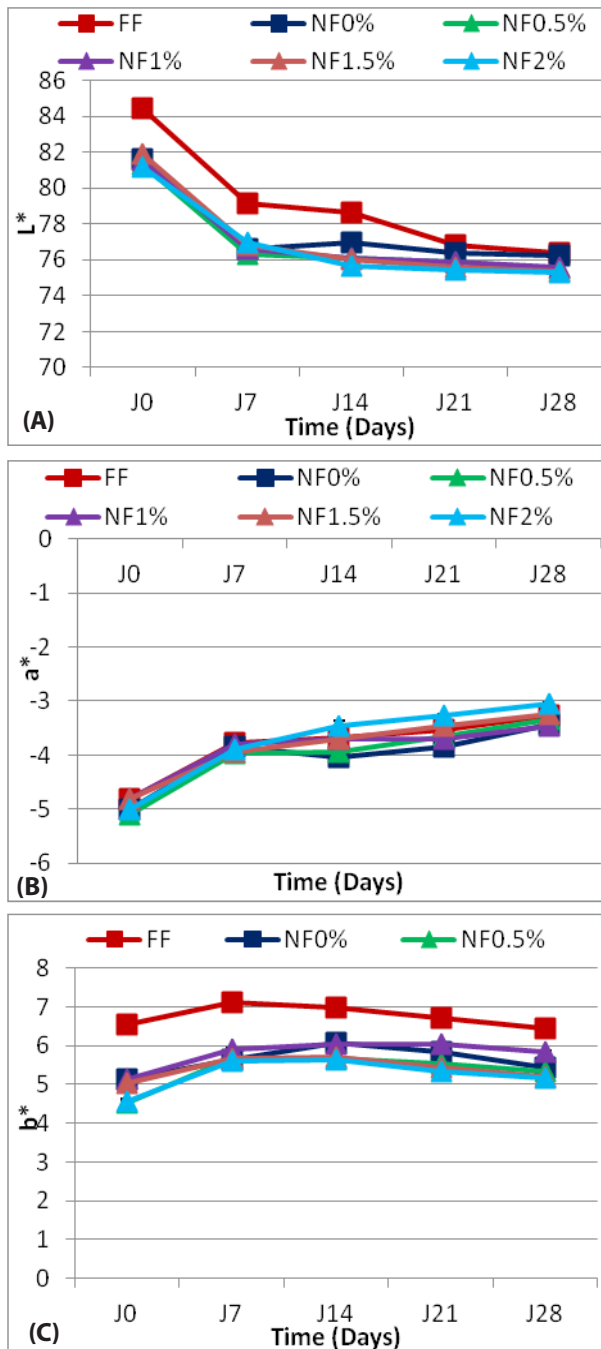 FF NF0% NF0.5%
NF1% NF1.5% NF2%
86
84
82
80
78
76
74
72
70
L*
J0 J7 J14 J21 J28
(A) Time (Days)
FF NF0% NF0.5%
NF1% NF1.5% NF2%
0
-1
-2
-3
-4
-5
-6
a*
J0 J7 J14 J21 J28
(B) Time (Days)
FF NF0% NF0.5%
8
7
6
5
4
3
2
1
0
b*
J0 J7 J14 J21 J28
(C) Time (Days)